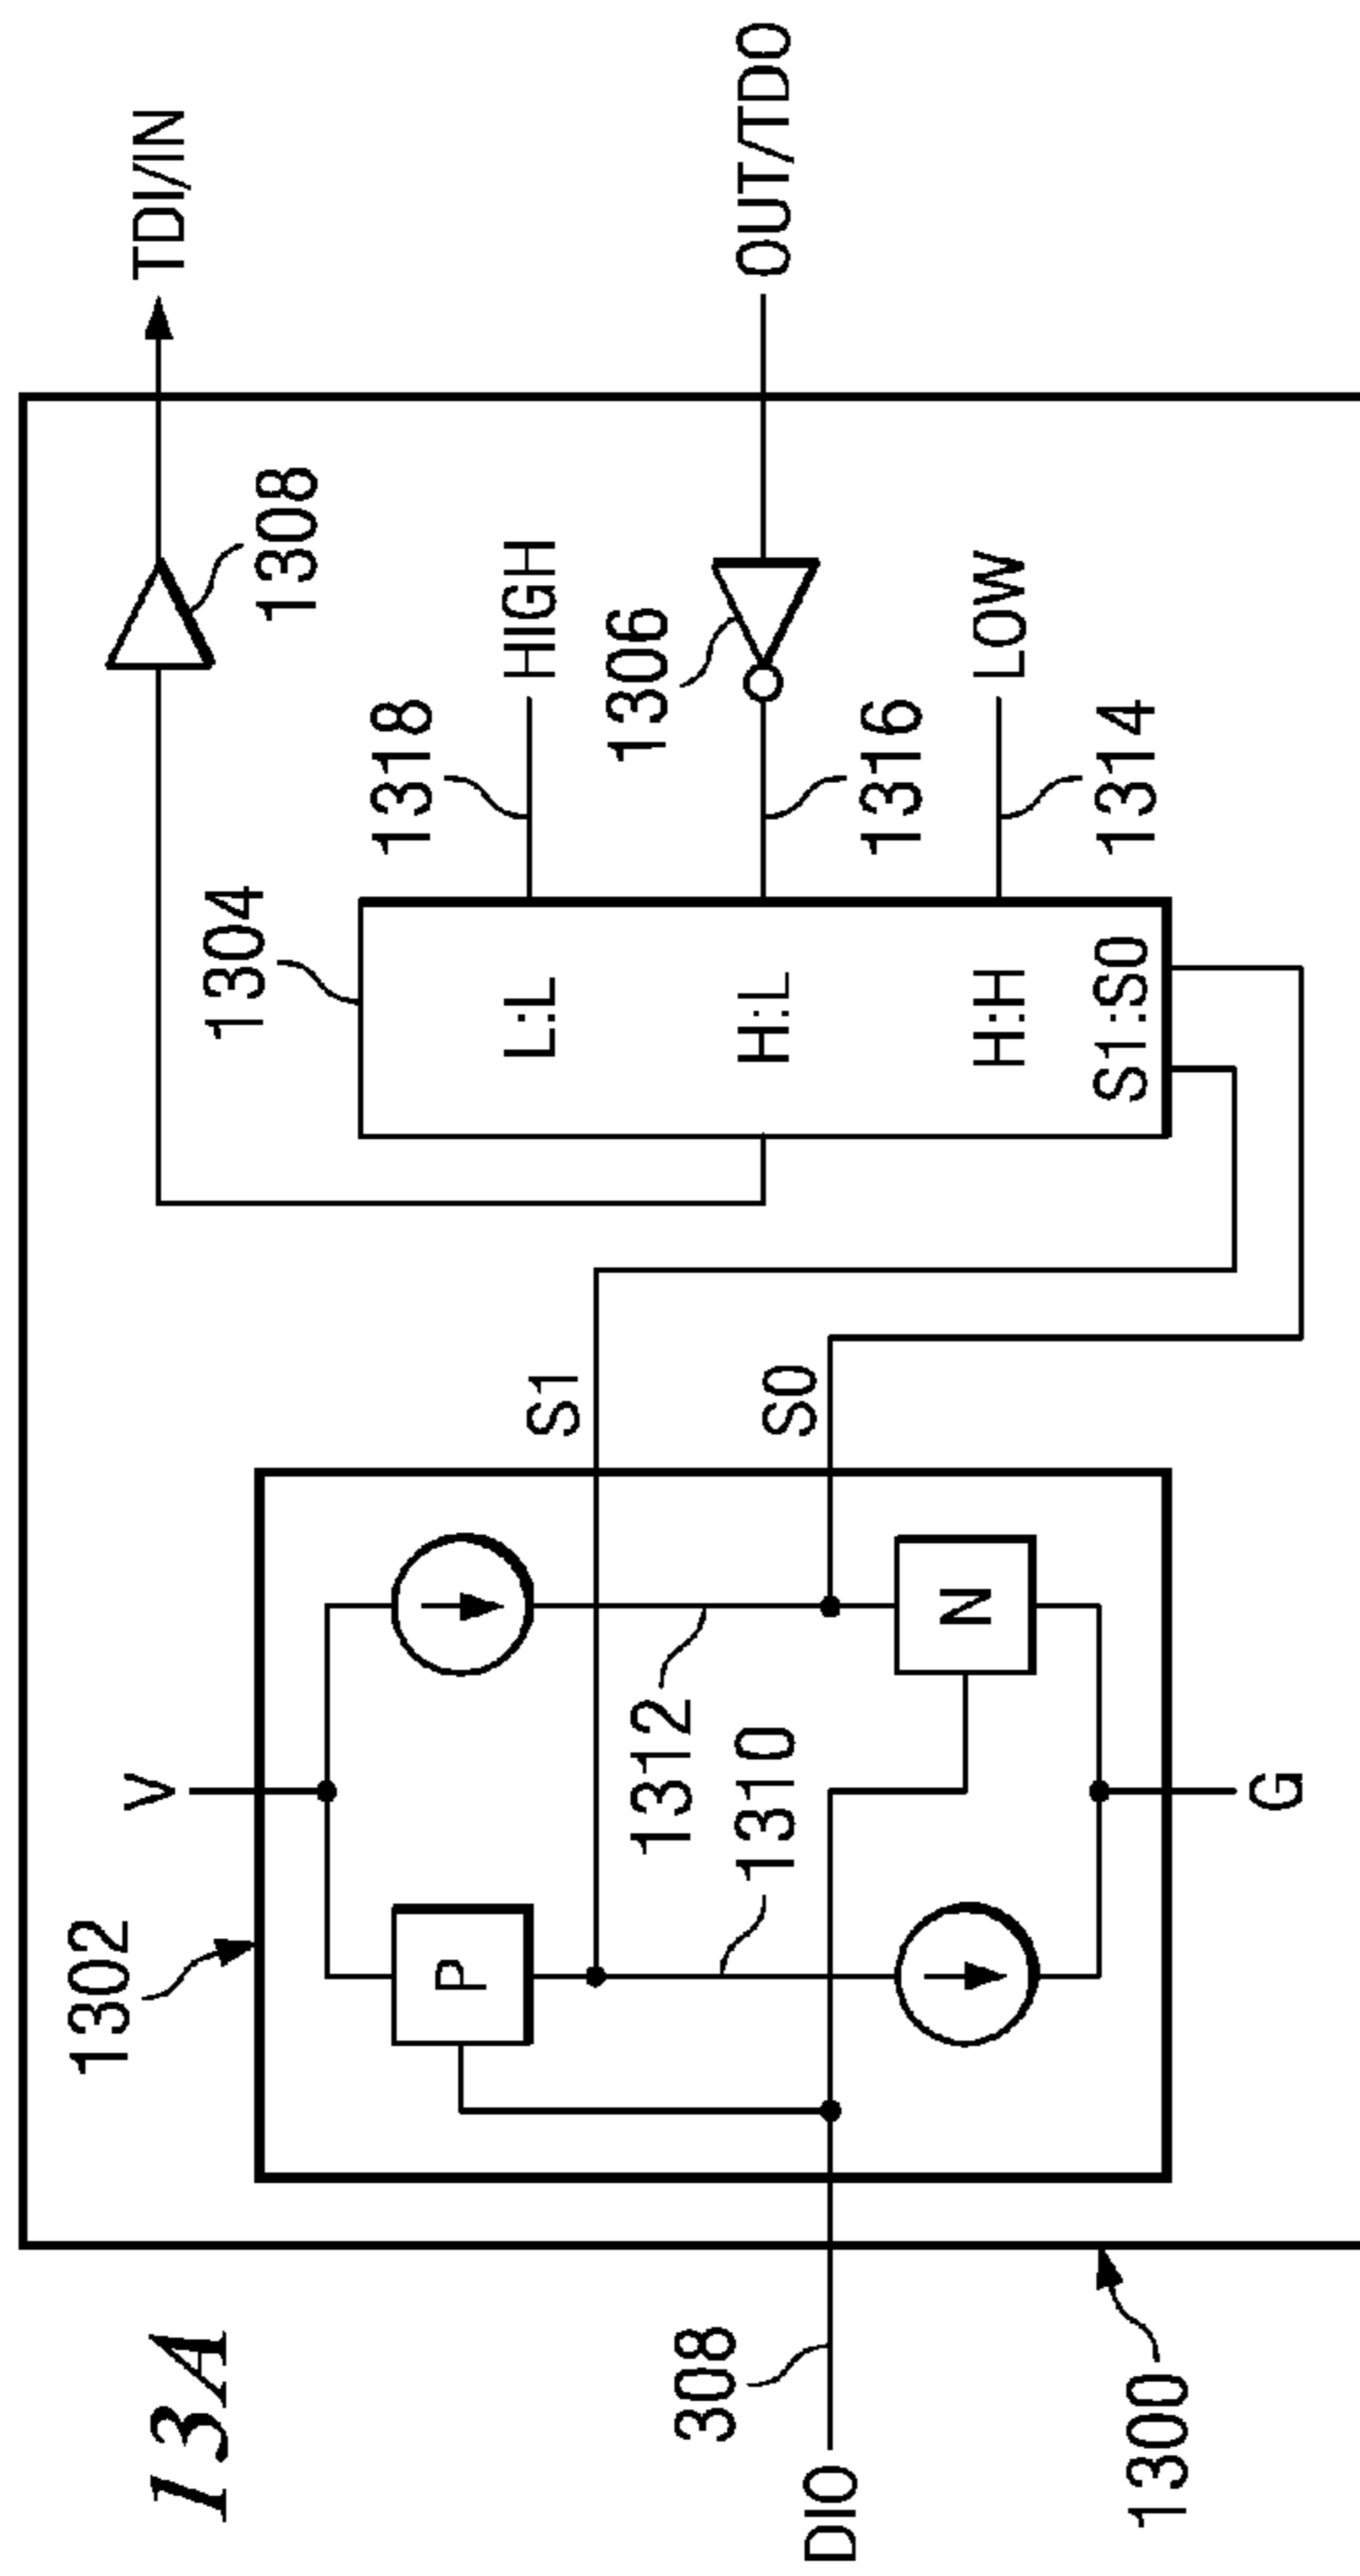 13A
TDI/IN
1308
OUT/TDO
HIGH
1318
1306
1316
LOW
1314
1304
L:L
H:L
H:H
S1::S0
S1
S0
1302
V
P
N
1312
1310
G
308
DIO
1300